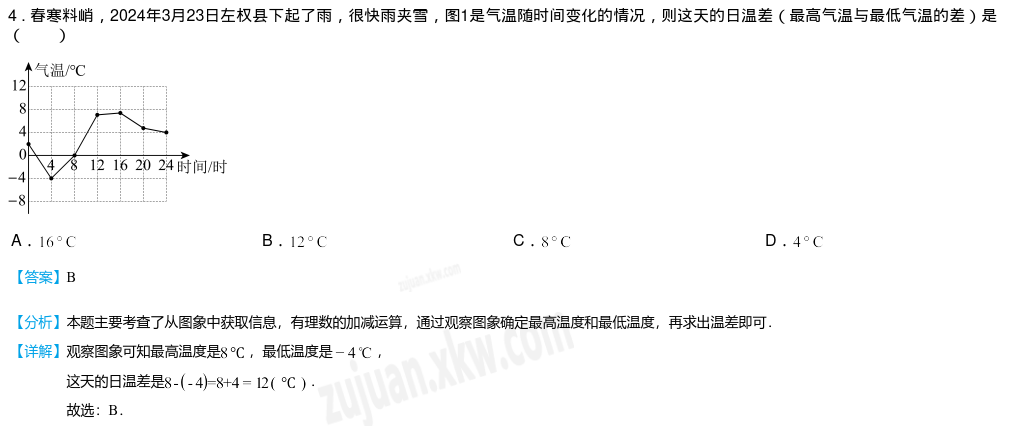 4．春寒料峭，2024年3月23日左权县下起了雨，很快雨夹雪，图1是气温随时间变化的情况，则这天的日温差（最高气温与最低气温的差）是
（　　）
气温/℃
12
8
4
0
4 8 12 16 20 24 时间/时
−4
−8
A．16°C B．12°C C．8°C D．4°C
【答案】B
【分析】本题主要考查了从图象中获取信息，有理数的加减运算，通过观察图象确定最高温度和最低温度，再求出温差即可．
【详解】观察图象可知最高温度是8℃，最低温度是−4℃，
这天的日温差是8-(-4)=8+4=12(℃)．
故选：B．
zujuan.xkw.com
zujuan.xkw.com